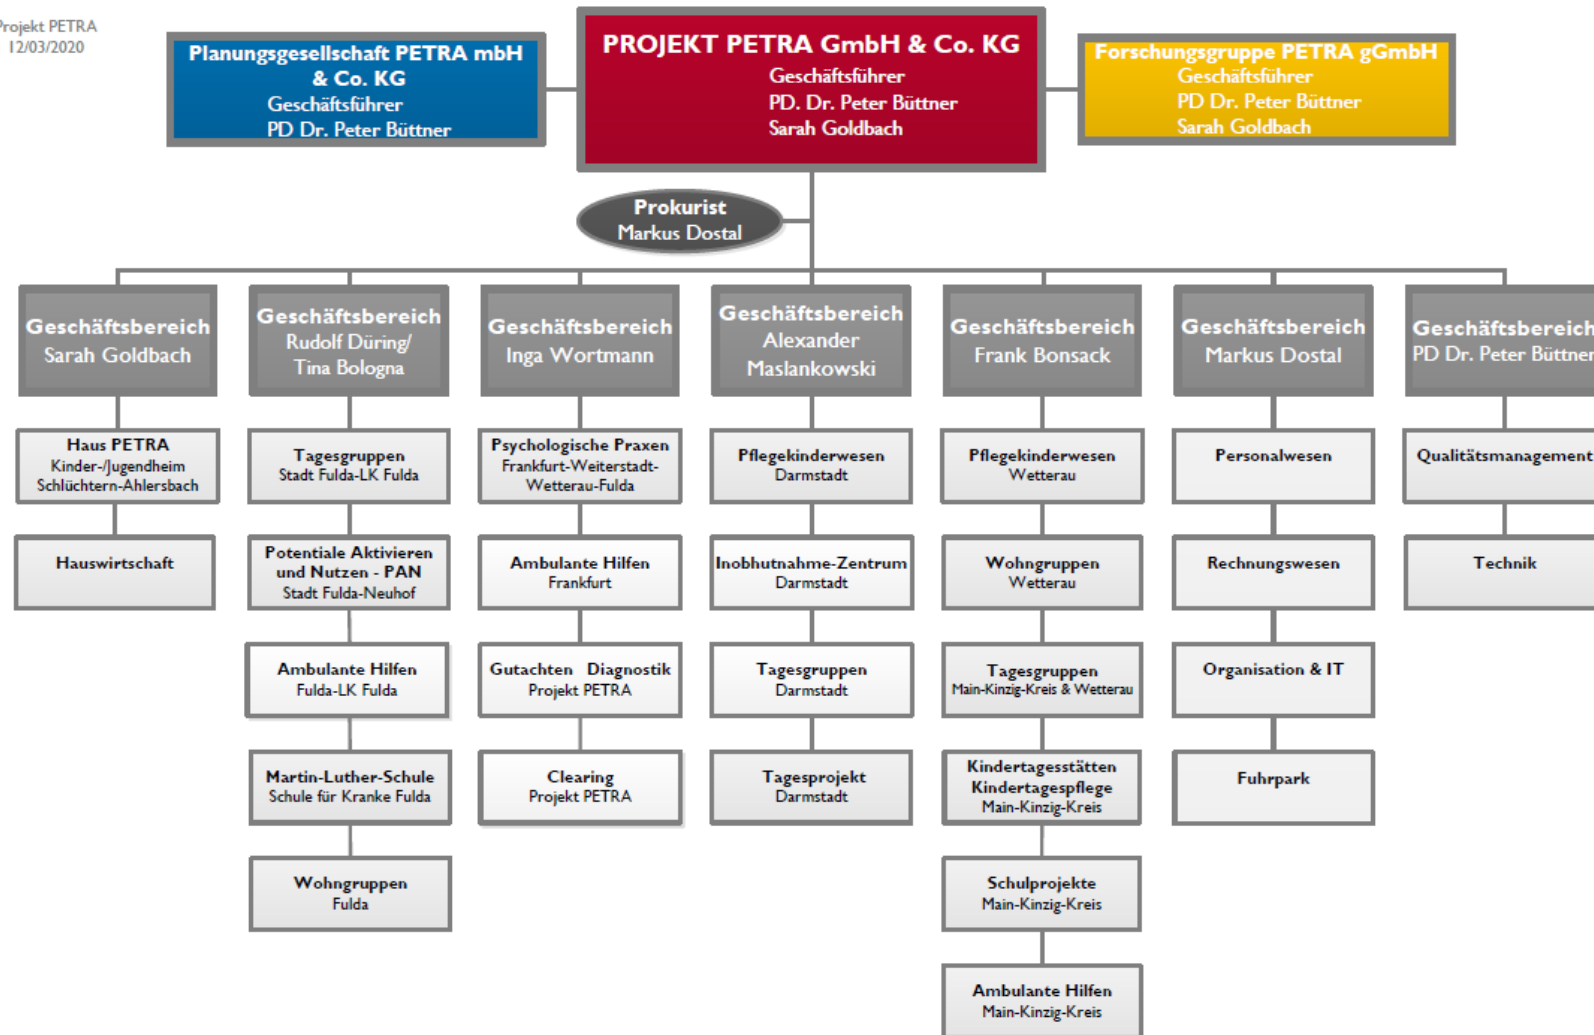 Projekt PETRA
12/03/2020
Planungsgesellschaft PETRA mbH
& Co. KG
Geschäftsführer
PD Dr. Peter Büttner
PROJEKT PETRA GmbH & Co. KG
Geschäftsführer
PD. Dr. Peter Büttner
Sarah Goldbach
Forschungsgruppe PETRA gGmbH
Geschäftsführer
PD Dr. Peter Büttner
Sarah Goldbach
Prokurist
Markus Dostal
Geschäftsbereich
Sarah Goldbach
Geschäftsbereich
Rudolf Düring/
Tina Bologna
Geschäftsbereich
Inga Wortmann
Geschäftsbereich
Alexander
Maslankowski
Geschäftsbereich
Frank Bonsack
Geschäftsbereich
Markus Dostal
Geschäftsbereich
PD Dr. Peter Büttner
Haus PETRA
Kinder-/Jugendheim
Schlüchtern-Ahlersbach
Tagesgruppen
Stadt Fulda-LK Fulda
Psychologische Praxen
Frankfurt-Weiterstadt-
Wetterau-Fulda
Pflegekinderwesen
Darmstadt
Pflegekinderwesen
Wetterau
Personalwesen
Qualitätsmanagement
Hauswirtschaft
Potentiale Aktivieren
und Nutzen - PAN
Stadt Fulda-Neuhof
Ambulante Hilfen
Frankfurt
Inobhutnahme-Zentrum
Darmstadt
Wohngruppen
Wetterau
Rechnungswesen
Technik
Ambulante Hilfen
Fulda-LK Fulda
Gutachten Diagnostik
Projekt PETRA
Tagesgruppen
Darmstadt
Tagesgruppen
Main-Kinzig-Kreis & Wetterau
Organisation & IT
Martin-Luther-Schule
Schule für Kranke Fulda
Clearing
Projekt PETRA
Tagesprojekt
Darmstadt
Kindertagesstätten
Kindertagespflege
Main-Kinzig-Kreis
Fuhrpark
Wohngruppen
Fulda
Schulprojekte
Main-Kinzig-Kreis
Ambulante Hilfen
Main-Kinzig-Kreis